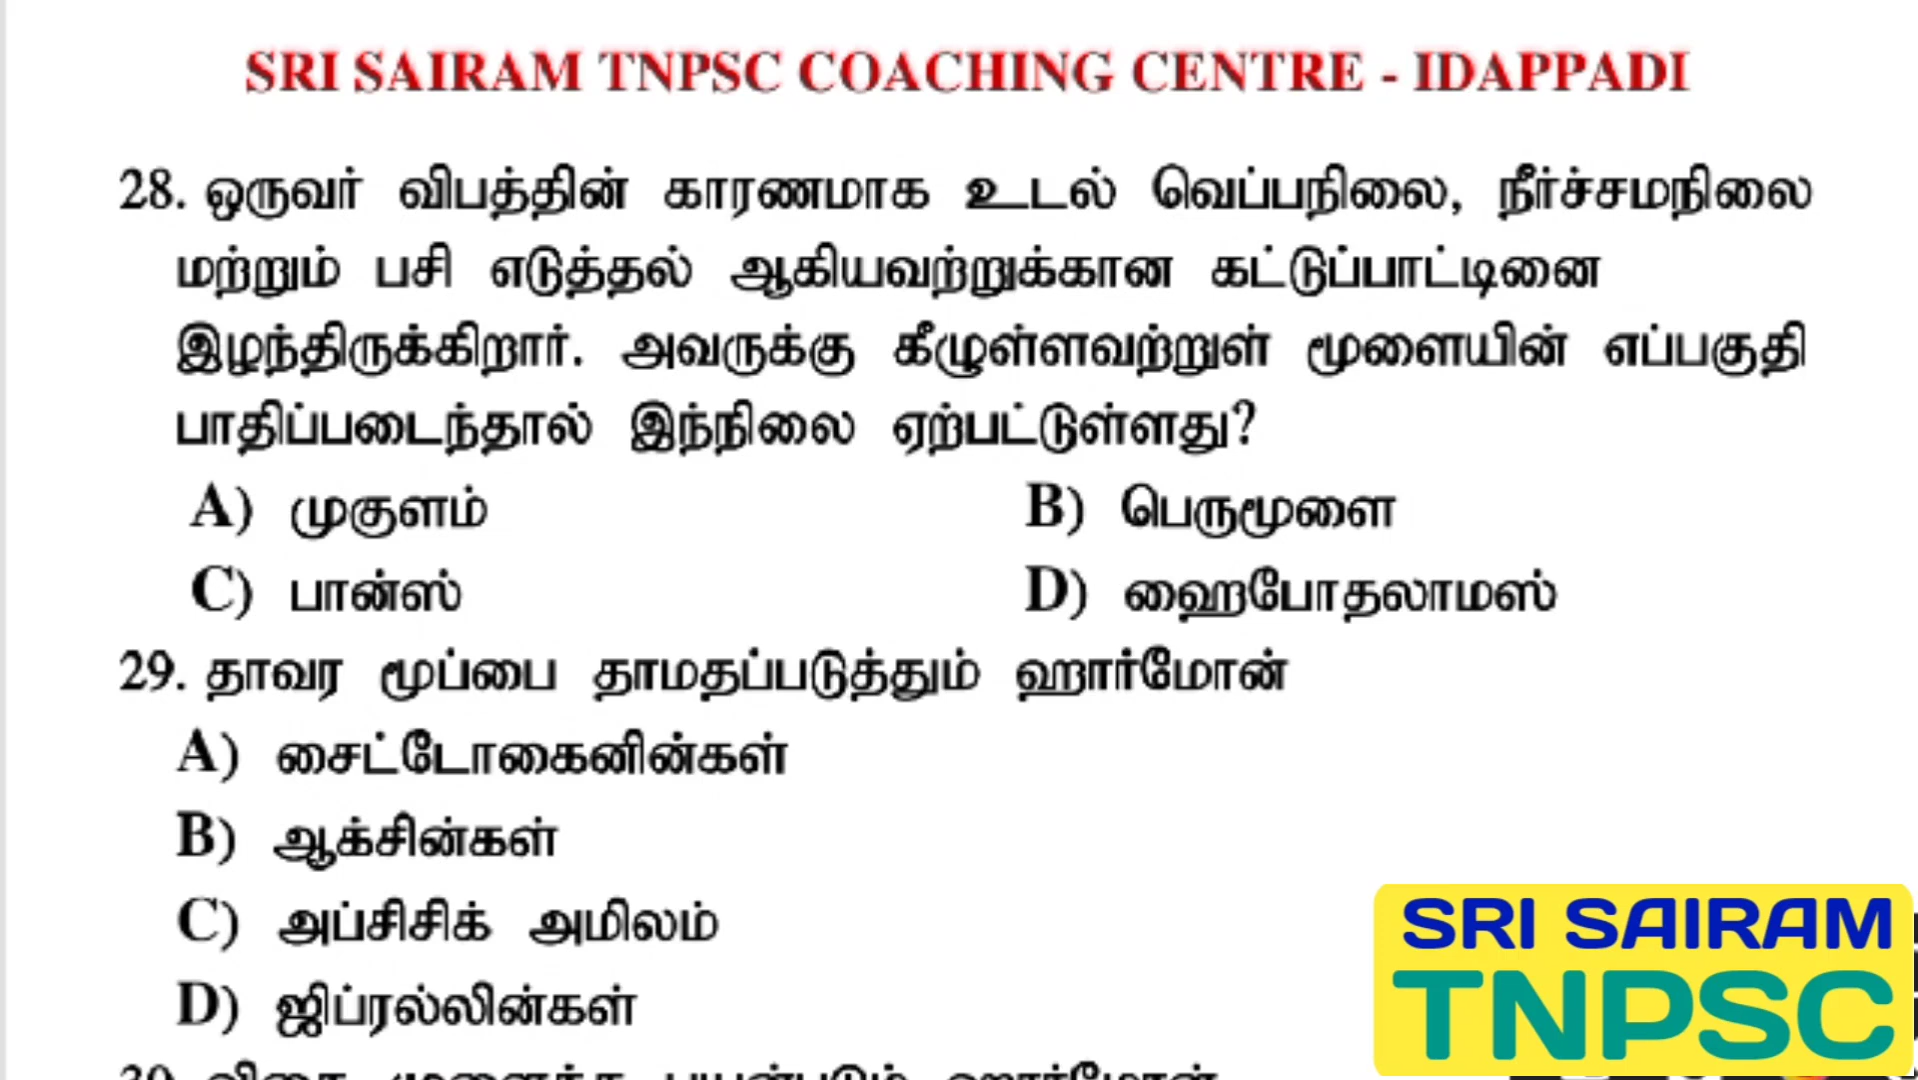 SRI SAIRAM TNPSC COACHING CENTRE - IDAPPADI
28. ஒருவர் விபத்தின் காரணமாக உடல் வெப்பநிலை, நீர்ச்சமநிலை
மற்றும் பசி எடுத்தல் ஆகியவற்றுக்கான கட்டுப்பாட்டினை
இழந்திருக்கிறார். அவருக்கு கீழுள்ளவற்றுள் மூளையின் எப்பகுதி
பாதிப்படைந்தால் இந்நிலை ஏற்பட்டுள்ளது?
A) முகுளம் B) பெருமூளை
C) பான்ஸ் D) ஹைபோதலாமஸ்
29. தாவர மூப்பை தாமதப்படுத்தும் ஹார்மோன்
A) சைட்டோகைனின்கள்
B) ஆக்சின்கள்
C) அப்சிசிக் அமிலம்
D) ஜிப்ரல்லின்கள்
SRI SAIRAM
TNPSC